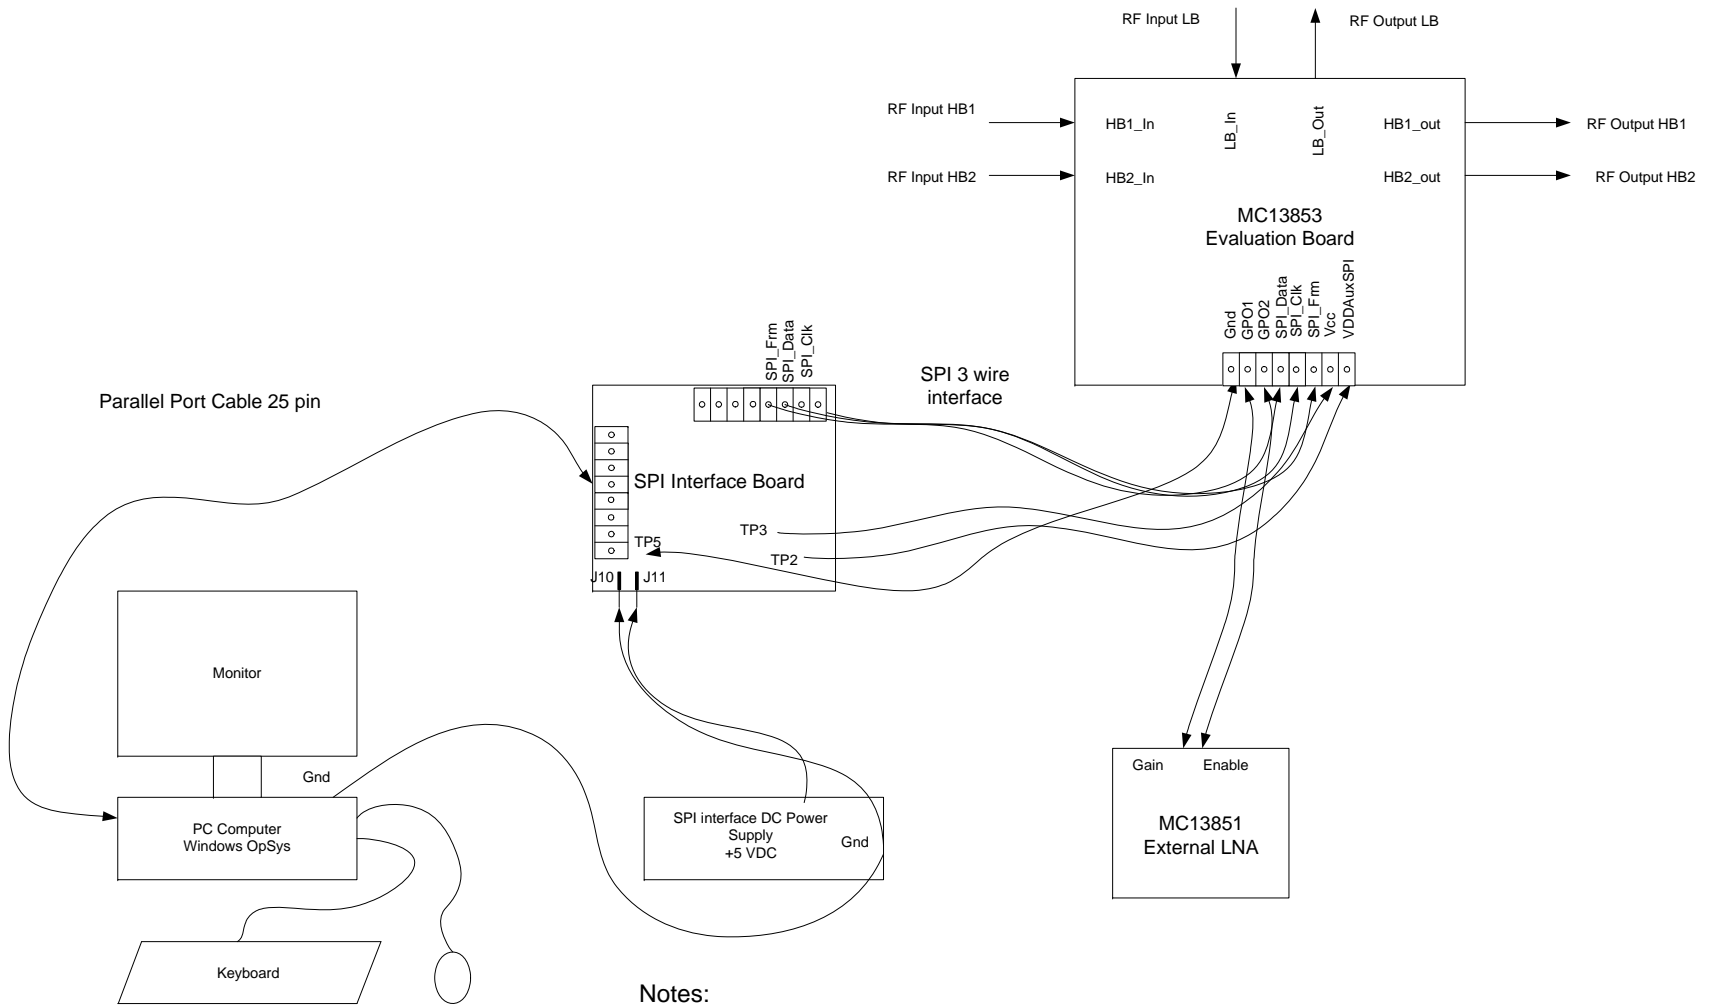 RF Input LB
RF Output LB
RF Input HB1
HB1_In
LB_In
LB_Out
HB1_out
RF Output HB1
RF Input HB2
HB2_In
HB2_out
RF Output HB2
MC13853
Evaluation Board
Gnd
GPO1
GPO2
SPI_Data
SPI_Clk
SPI_Frm
Vcc
VDDAuxSPI
SPI_Frm
SPI_Data
SPI_Clk
SPI 3 wire
interface
Parallel Port Cable 25 pin
SPI Interface Board
TP3
TP5
TP2
J10
J11
Monitor
Gnd
PC Computer
Windows OpSys
SPI interface DC Power
Supply
+5 VDC
Gnd
Gain
Enable
MC13851
External LNA
Keyboard
Notes: